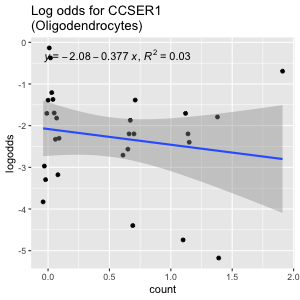 Log odds for CCSER1
(Oligodendrocytes)
y = −2.08 − 0.377 x, R² = 0.03
0
-1
-2
-3
-4
-5
logodds
0.0 0.5 1.0 1.5 2.0
count